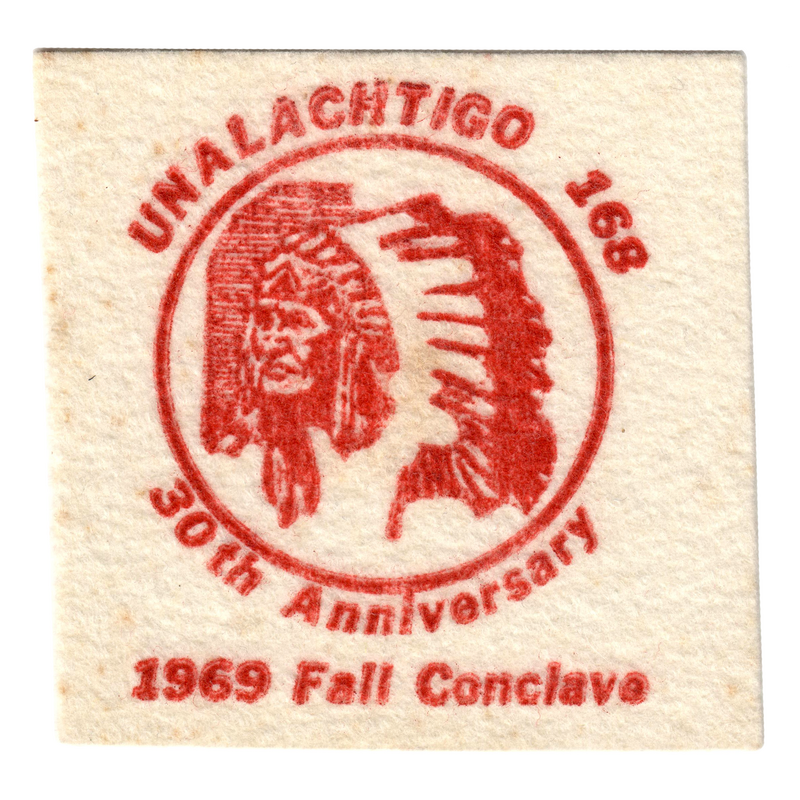 UNALACHTIGO 168
30th Anniversary
1969 Fall Conclave